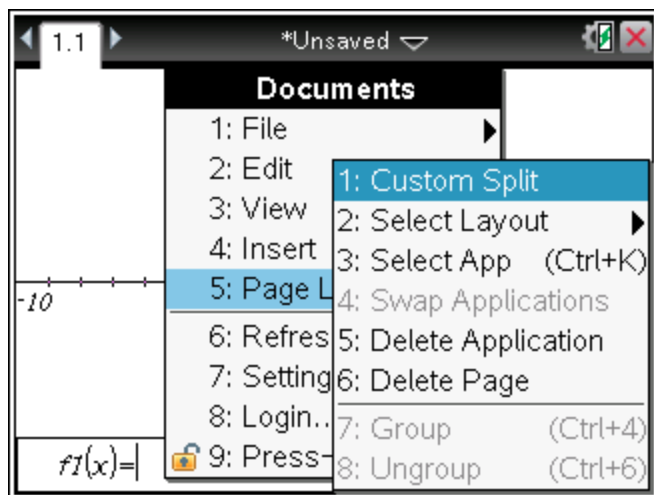 1.1 *Unsaved
Documents
1: File
2: Edit
3: View
4: Insert
5: Page L
6: Refres
7: Setting
8: Login..
9: Press-
1: Custom Split
2: Select Layout
3: Select App (Ctrl+K)
4: Swap Applications
5: Delete Application
6: Delete Page
7: Group (Ctrl+4)
8: Ungroup (Ctrl+6)
-10
f1(x)=